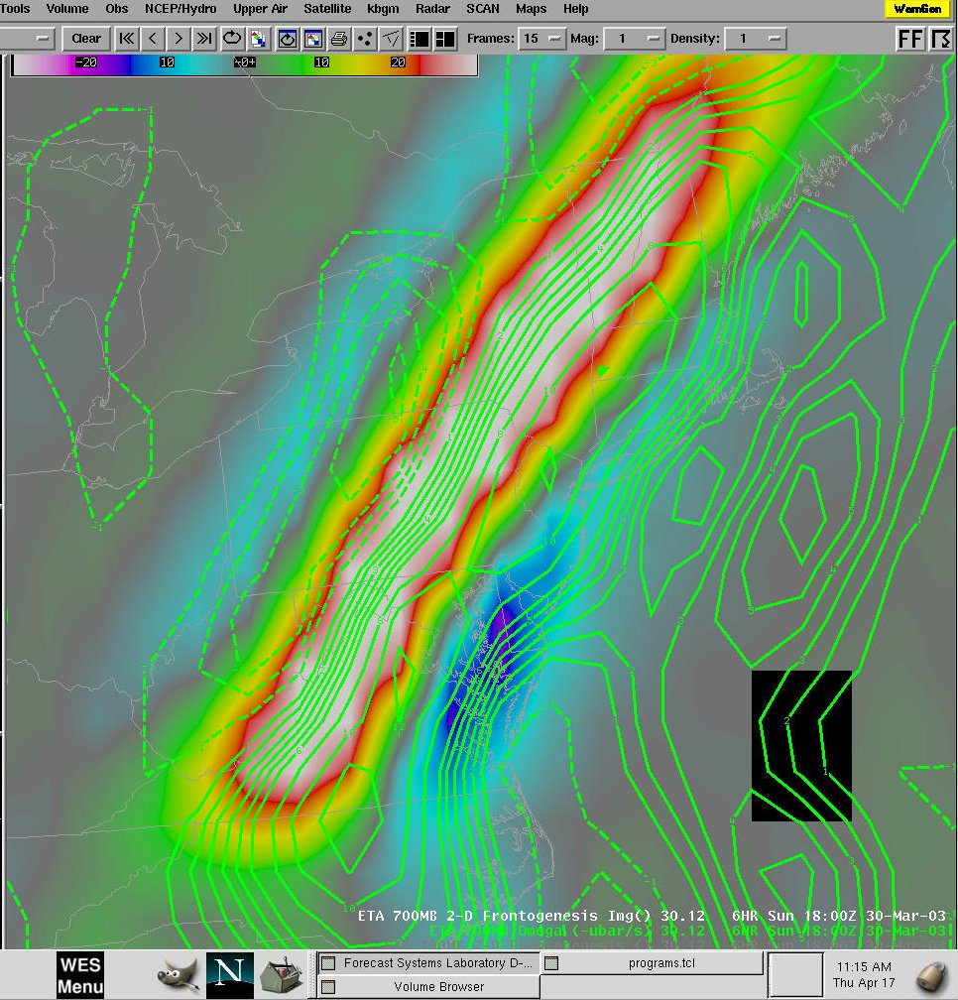 Tools Volume Obs NCEP/Hydro Upper Air Satellite kbgm Radar SCAN Maps Help WarnGen
Clear Frames: 15 Mag: 1 Density: 1 FF
-20 10 -0+ 10 20
ETA 700MB 2-D Frontogenesis Img() 30.12 6HR Sun 18:00Z 30-Mar-03
Omega (-ubar/s) 30.12 6HR Sun 18:00Z 30-Mar-03
WES
Menu
N
Forecast Systems Laboratory D-...
programs.tcl
Volume Browser
11:15 AM
Thu Apr 17